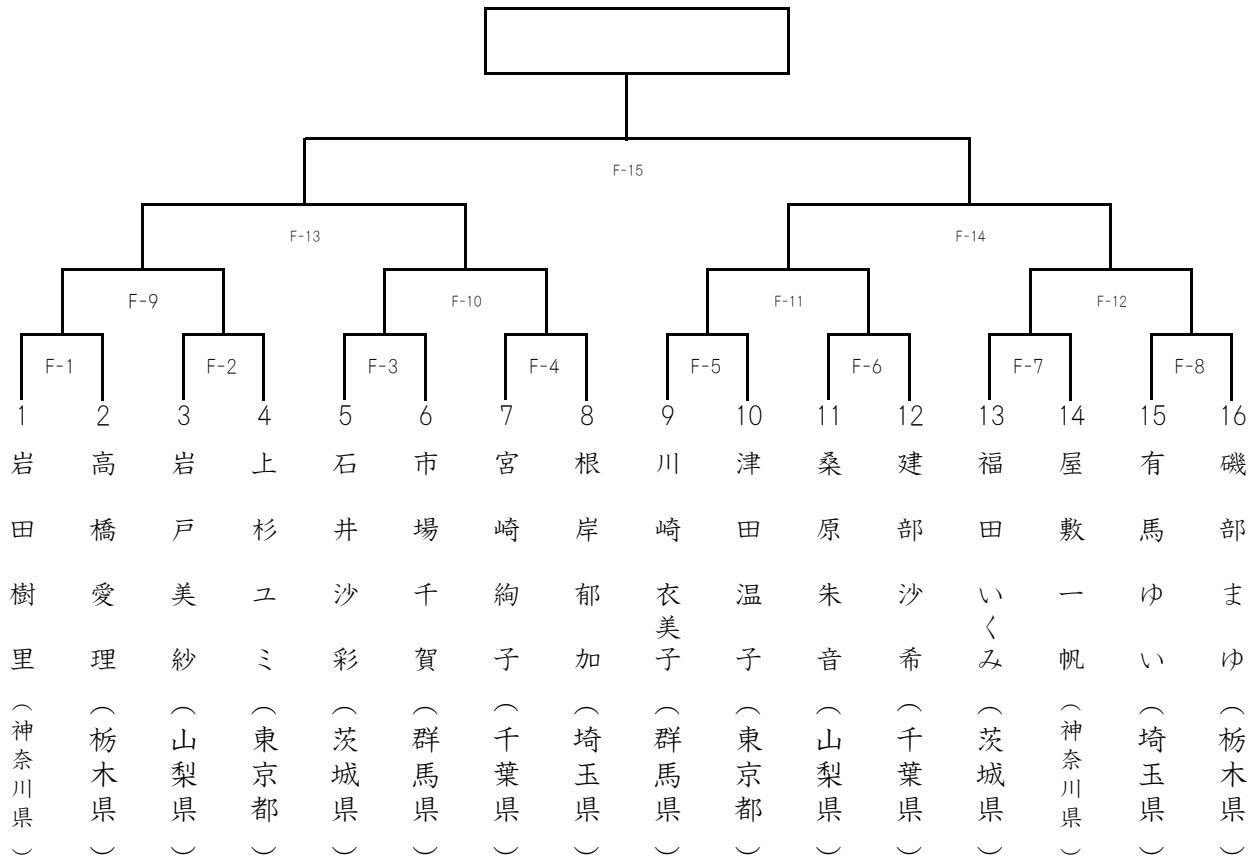 F-15
F-13
F-14
F-9
F-10
F-11
F-12
F-1
F-2
F-3
F-4
F-5
F-6
F-7
F-8
1
岩田樹里(神奈川県)
2
高橋愛理(栃木県)
3
岩戸美紗(山梨県)
4
上杉ユミ(東京都)
5
石井沙彩(茨城県)
6
市場千賀(群馬県)
7
宮崎絢子(千葉県)
8
根岸郁加(埼玉県)
9
川崎衣美子(群馬県)
10
津田温子(東京都)
11
桑原朱音(山梨県)
12
建部沙希(千葉県)
13
福田いくみ(茨城県)
14
屋敷一帆(神奈川県)
15
有馬ゆい(埼玉県)
16
磯部まゆ(栃木県)